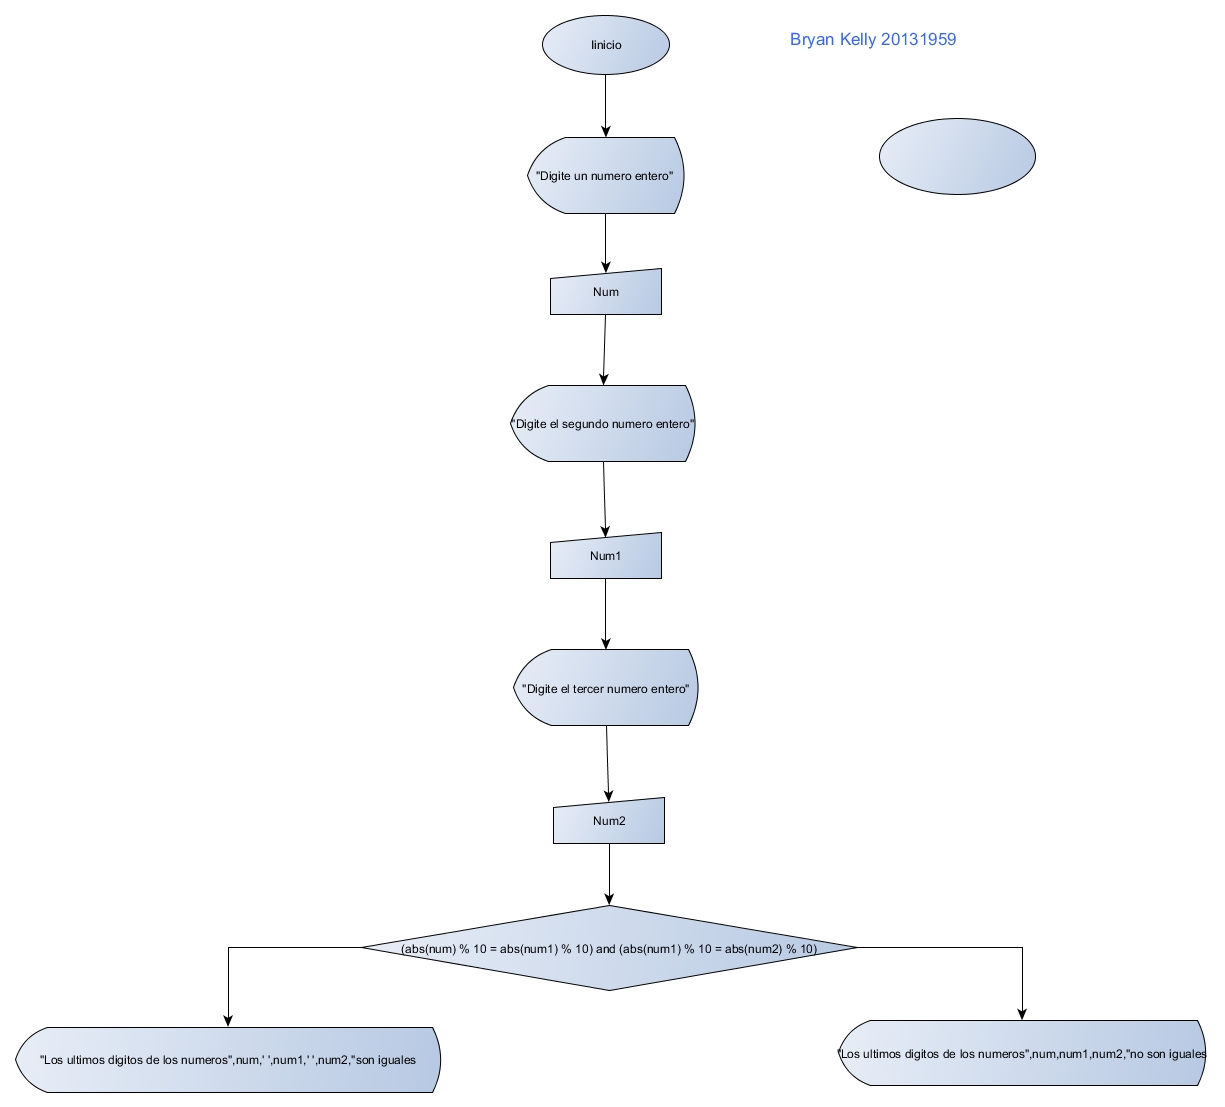 Iinicio
Bryan Kelly 20131959
"Digite un numero entero"
Num
"Digite el segundo numero entero"
Num1
"Digite el tercer numero entero"
Num2
(abs(num) % 10 = abs(num1) % 10) and (abs(num1) % 10 = abs(num2) % 10)
"Los ultimos digitos de los numeros",num,' ',num1,' ',num2,"son iguales
"Los ultimos digitos de los numeros",num,num1,num2,"no son iguales